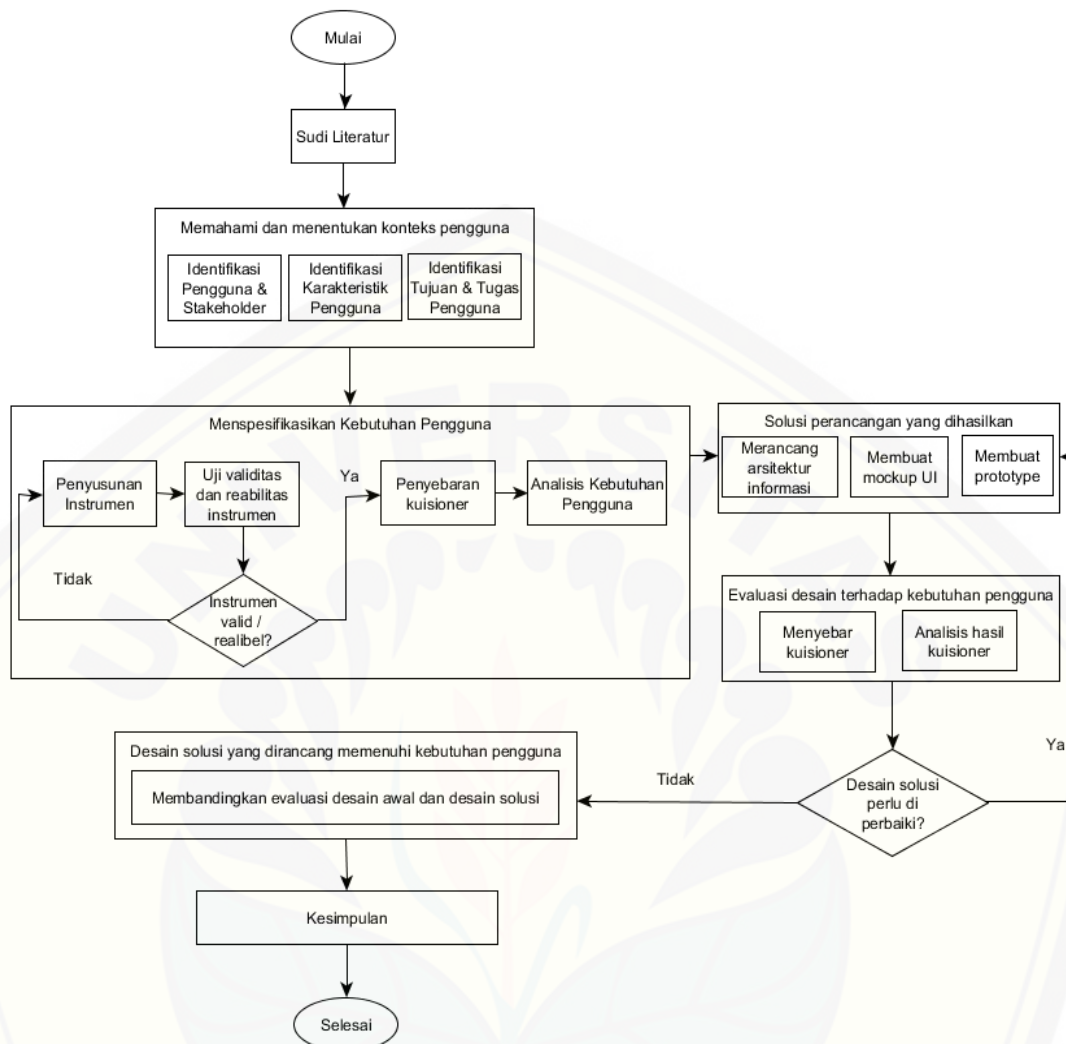 Mulai
Sudi Literatur
Memahami dan menentukan konteks pengguna
Identifikasi
Pengguna &
Stakeholder
Identifikasi
Karakteristik
Pengguna
Identifikasi
Tujuan & Tugas
Pengguna
Menspesifikasikan Kebutuhan Pengguna
Penyusunan
Instrumen
Uji validitas
dan reabilitas
instrumen
Ya
Penyebaran
kuisioner
Analisis Kebutuhan
Pengguna
Tidak
Instrumen
valid /
realibel?
Solusi perancangan yang dihasilkan
Merancang
arsitektur
informasi
Membuat
mockup UI
Membuat
prototype
Evaluasi desain terhadap kebutuhan pengguna
Menyebar
kuisioner
Analisis hasil
kuisioner
Desain solusi
perlu di
perbaiki?
Ya
Tidak
Desain solusi yang dirancang memenuhi kebutuhan pengguna
Membandingkan evaluasi desain awal dan desain solusi
Kesimpulan
Selesai
UNIVERSITAS